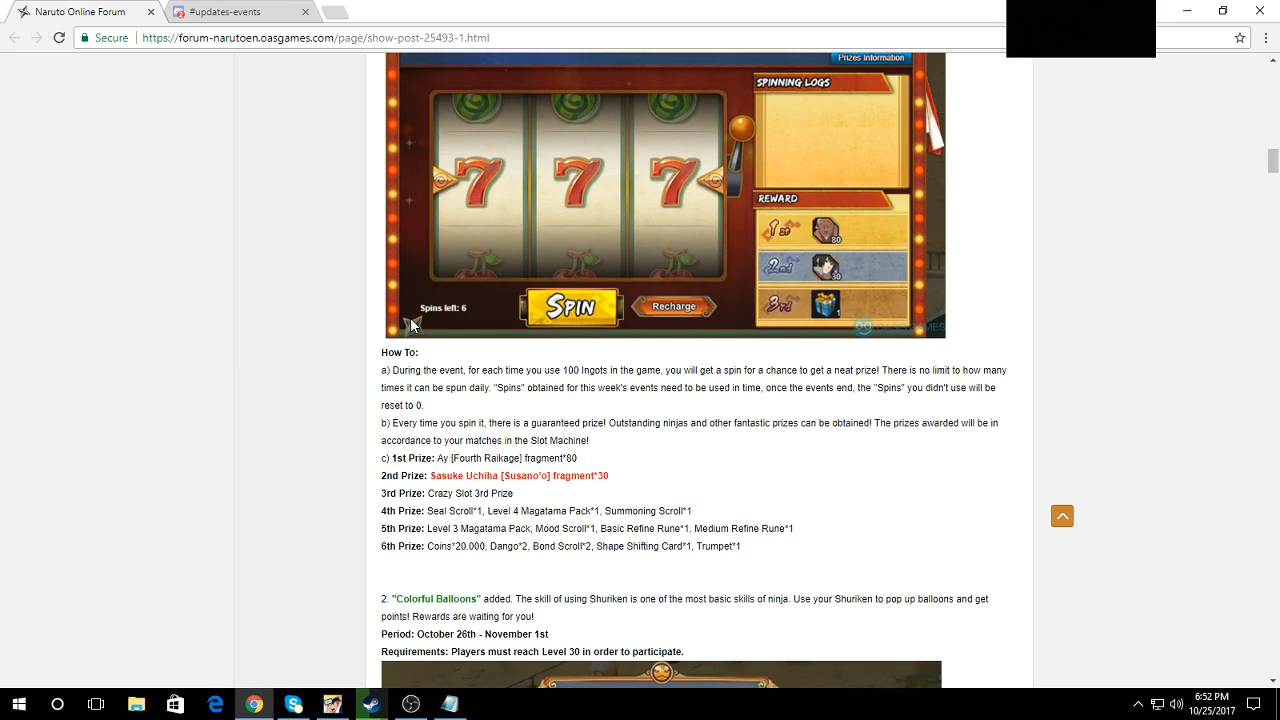 Naruto Online Forum
#updates-events
Secure
https://forum-narutoen.oasgames.com/page/show-post-25493-1.html
Prizes Information
SPINNING LOGS
7 7 7
REWARD
1st
80
2nd
30
3rd
1
Spins left: 6
SPIN
Recharge
How To:
a) During the event, for each time you use 100 Ingots in the game, you will get a spin for a chance to get a neat prize! There is no limit to how many
times it can be spun daily. "Spins" obtained for this week's events need to be used in time, once the events end, the "Spins" you didn't use will be
reset to 0.
b) Every time you spin it, there is a guaranteed prize! Outstanding ninjas and other fantastic prizes can be obtained! The prizes awarded will be in
accordance to your matches in the Slot Machine!
c) 1st Prize: Ay [Fourth Raikage] fragment*80
2nd Prize: Sasuke Uchiha [Susano'o] fragment*30
3rd Prize: Crazy Slot 3rd Prize
4th Prize: Seal Scroll*1, Level 4 Magatama Pack*1, Summoning Scroll*1
5th Prize: Level 3 Magatama Pack, Mood Scroll*1, Basic Refine Rune*1, Medium Refine Rune*1
6th Prize: Coins*20.000, Dango*2, Bond Scroll*2, Shape Shifting Card*1, Trumpet*1
2. "Colorful Balloons" added. The skill of using Shuriken is one of the most basic skills of ninja. Use your Shuriken to pop up balloons and get
points! Rewards are waiting for you!
Period: October 26th - November 1st
Requirements: Players must reach Level 30 in order to participate.
6:52 PM
10/25/2017